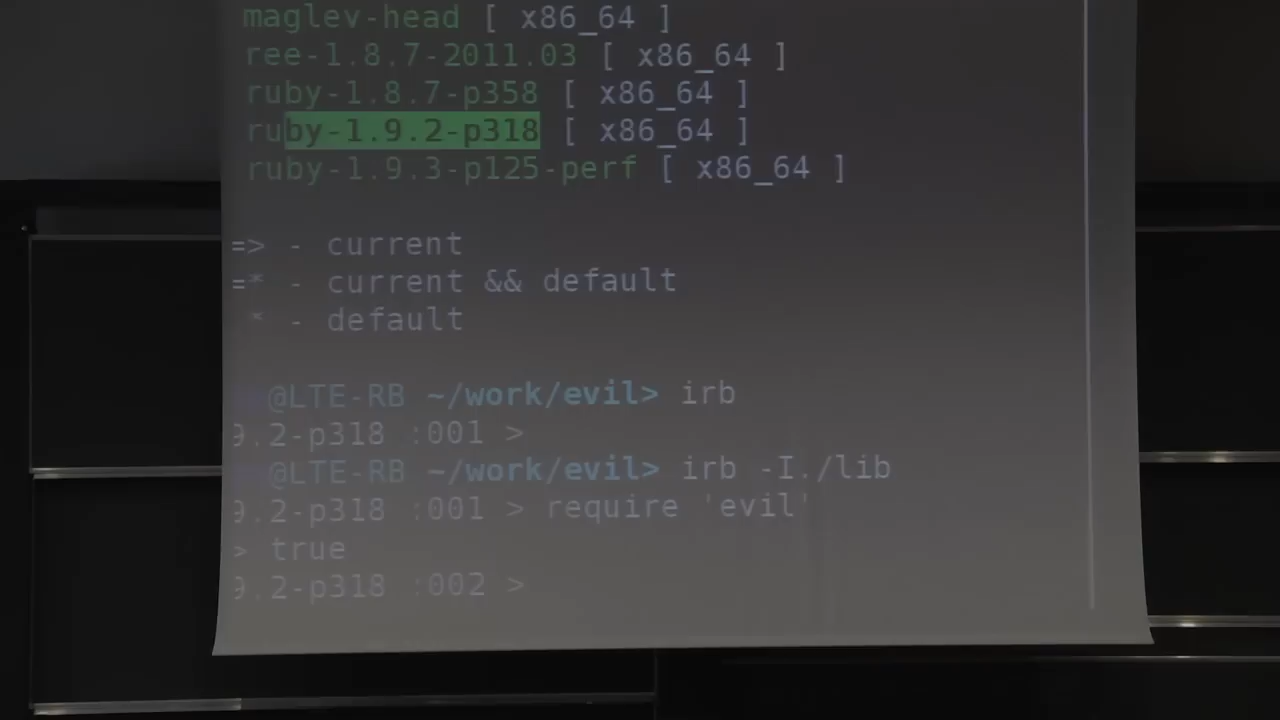 maglev-head [ x86_64 ]
ree-1.8.7-2011.03 [ x86_64 ]
ruby-1.8.7-p358 [ x86_64 ]
ruby-1.9.2-p318 [ x86_64 ]
ruby-1.9.3-p125-perf [ x86_64 ]
=> - current
=* - current && default
* - default
@LTE-RB ~/work/evil> irb
9.2-p318 :001 >
@LTE-RB ~/work/evil> irb -I./lib
9.2-p318 :001 > require 'evil'
> true
9.2-p318 :002 >